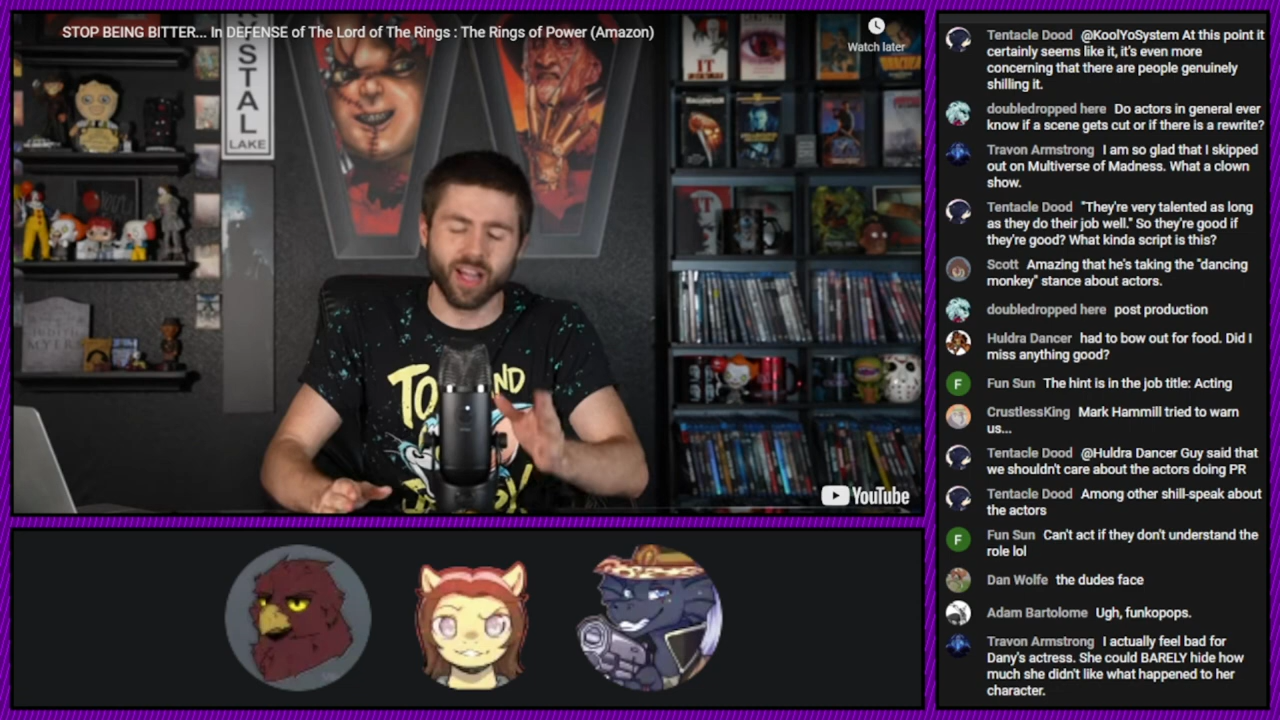 STOP BEING BITTER... In DEFENSE of The Lord of The Rings : The Rings of Power (Amazon)
Watch later
STAL
LAKE
IT
JUDITH
MYERS
IT
YouTube
Tentacle Dood @KoolYoSystem At this point it
certainly seems like it, it's even more
concerning that there are people genuinely
shilling it.
doubledropped here Do actors in general ever
know if a scene gets cut or if there is a rewrite?
Travon Armstrong I am so glad that I skipped
out on Multiverse of Madness. What a clown
show.
Tentacle Dood "They're very talented as long
as they do their job well." So they're good if
they're good? What kinda script is this?
Scott Amazing that he's taking the "dancing
monkey" stance about actors.
doubledropped here post production
Huldra Dancer had to bow out for food. Did I
miss anything good?
F Fun Sun The hint is in the job title: Acting
CrustlessKing Mark Hammill tried to warn
us...
Tentacle Dood @Huldra Dancer Guy said that
we shouldn't care about the actors doing PR
Tentacle Dood Among other shill-speak about
the actors
F Fun Sun Can't act if they don't understand the
role lol
Dan Wolfe the dudes face
Adam Bartolome Ugh, funkopops.
Travon Armstrong I actually feel bad for
Dany's actress. She could BARELY hide how
much she didn't like what happened to her
character.